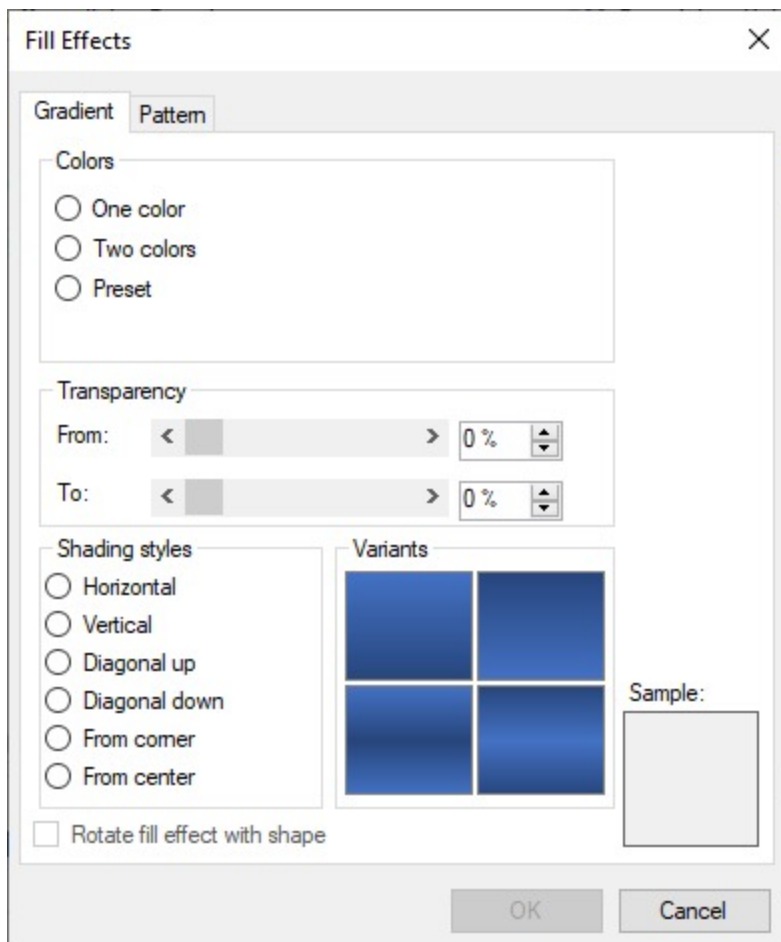 Fill Effects
Gradient Pattern
Colors
One color
Two colors
Preset
Transparency
From: 0 %
To: 0 %
Shading styles
Horizontal
Vertical
Diagonal up
Diagonal down
From corner
From center
Variants
Sample:
Rotate fill effect with shape
OK Cancel